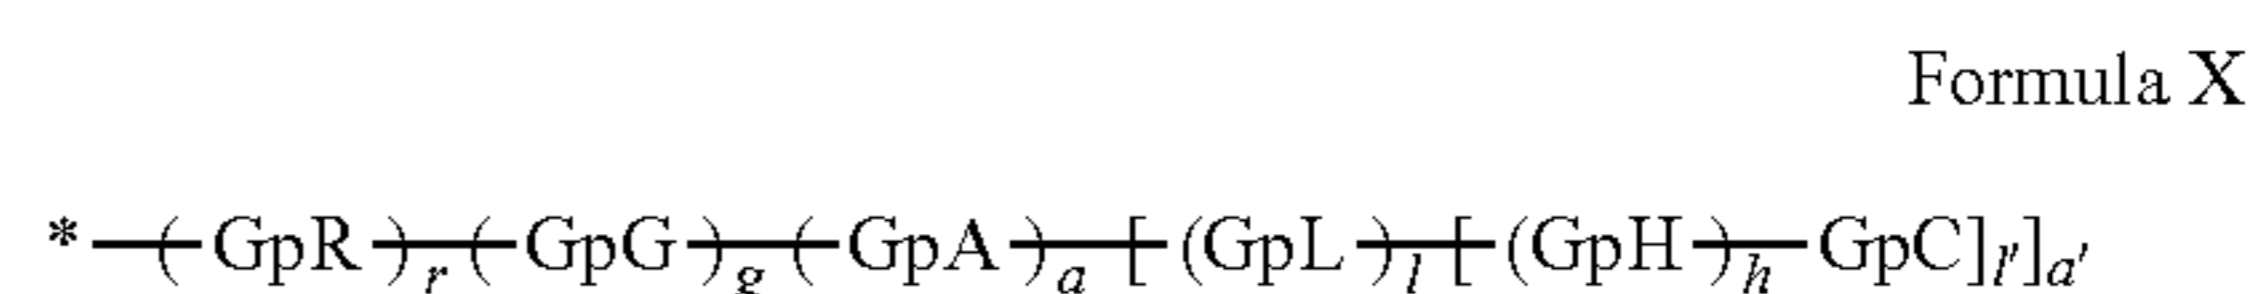 Formula X
*—(GpR)r(GpG)g(GpA)a[(GpL)l[(GpH)h—GpC]l']a'